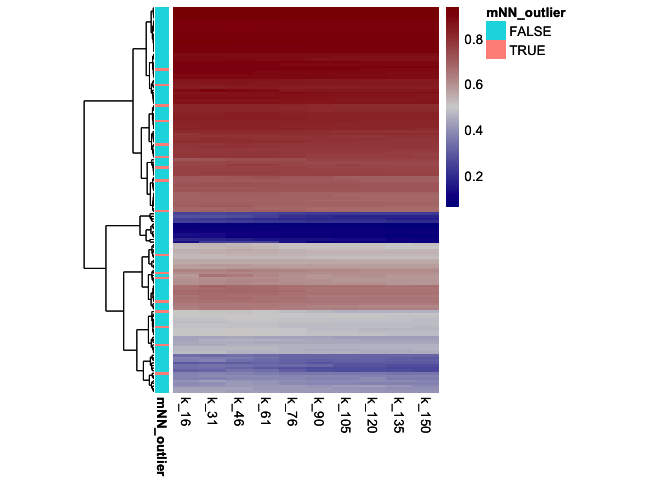 mNN_outlier
FALSE
TRUE
0.8
0.6
0.4
0.2
mNN_outlier
k_16
k_31
k_46
k_61
k_76
k_90
k_105
k_120
k_135
k_150